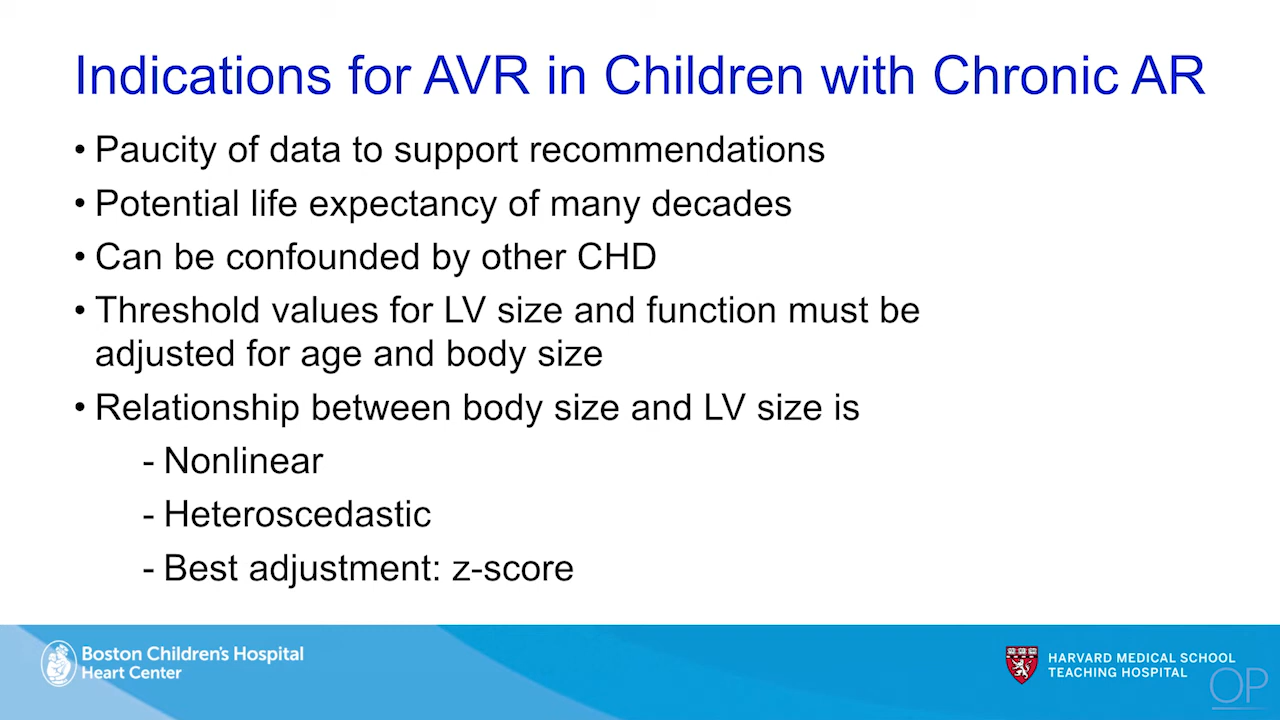 Indications for AVR in Children with Chronic AR
• Paucity of data to support recommendations
• Potential life expectancy of many decades
• Can be confounded by other CHD
• Threshold values for LV size and function must be
adjusted for age and body size
• Relationship between body size and LV size is
- Nonlinear
- Heteroscedastic
- Best adjustment: z-score
Boston Children's Hospital
Heart Center
HARVARD MEDICAL SCHOOL
TEACHING HOSPITAL
OP